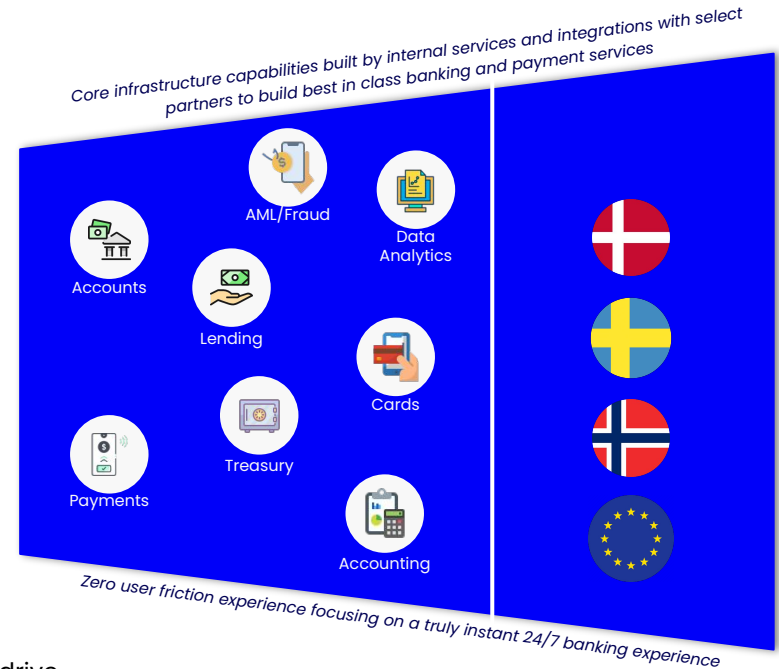 Core infrastructure capabilities built by internal services and integrations with select
partners to build best in class banking and payment services
AML/Fraud
Data
Analytics
Accounts
Lending
Cards
Treasury
Payments
Accounting
Zero user friction experience focusing on a truly instant 24/7 banking experience
drive